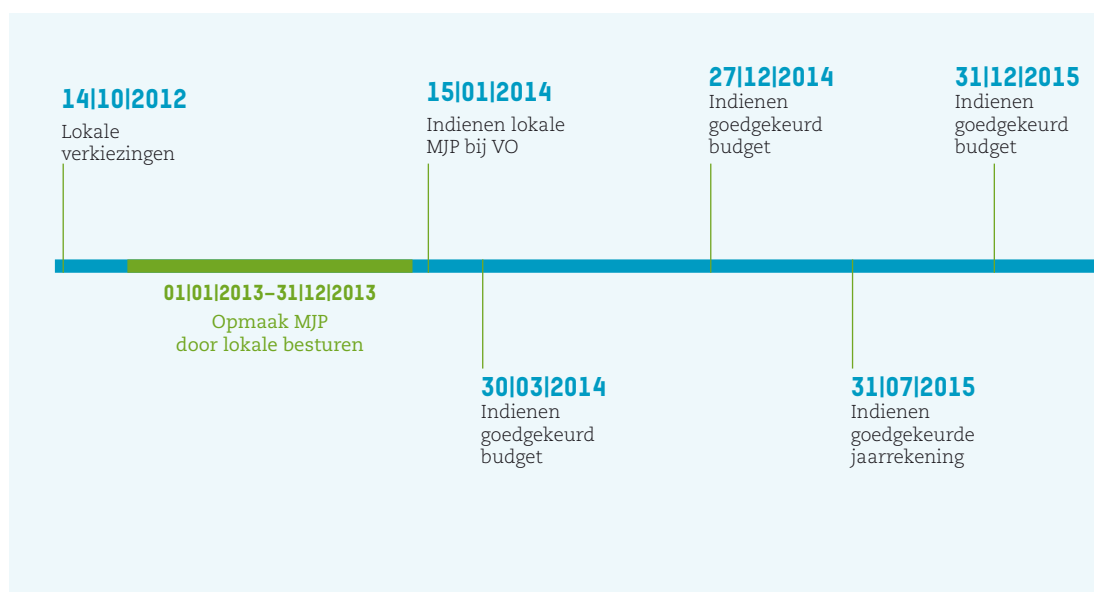 14|10|2012
Lokale
verkiezingen
15|01|2014
Indienen lokale
MJP bij VO
27|12|2014
Indienen
goedgekeurd
budget
31|12|2015
Indienen
goedgekeurd
budget
01|01|2013–31|12|2013
Opmaak MJP
door lokale besturen
30|03|2014
Indienen
goedgekeurd
budget
31|07|2015
Indienen
goedgekeurde
jaarrekening